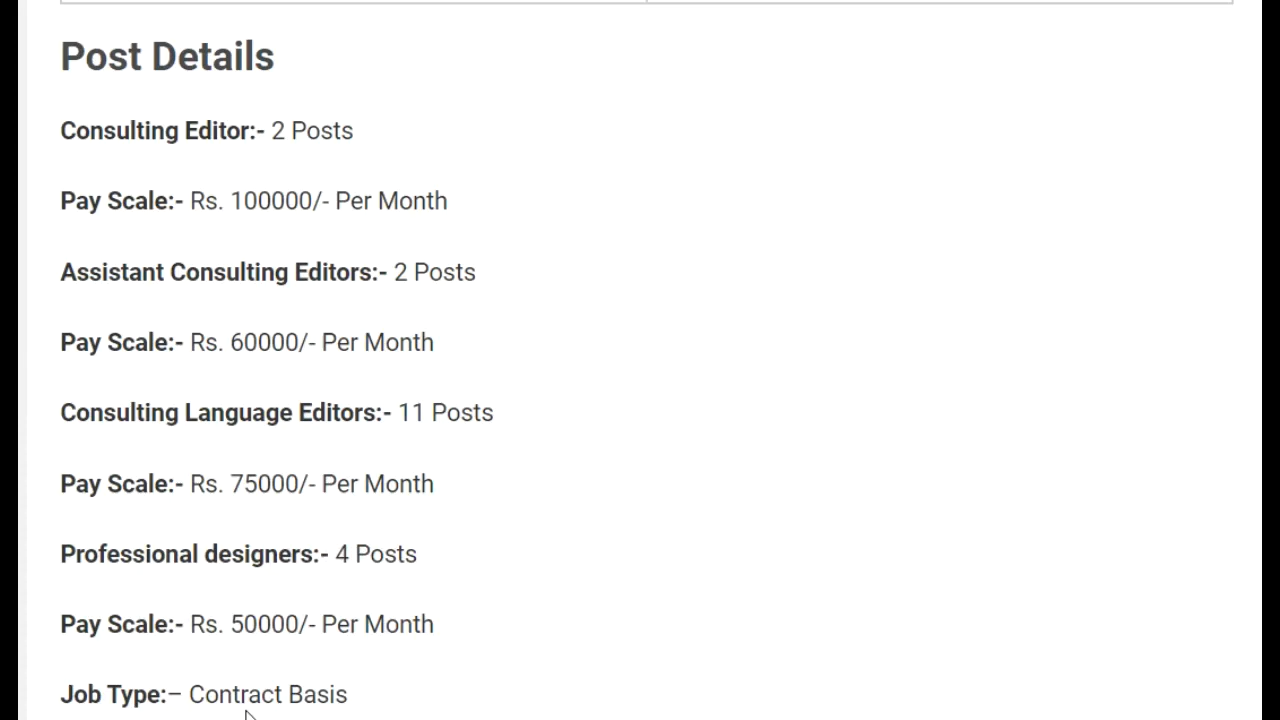 Post Details
Consulting Editor:- 2 Posts
Pay Scale:- Rs. 100000/- Per Month
Assistant Consulting Editors:- 2 Posts
Pay Scale:- Rs. 60000/- Per Month
Consulting Language Editors:- 11 Posts
Pay Scale:- Rs. 75000/- Per Month
Professional designers:- 4 Posts
Pay Scale:- Rs. 50000/- Per Month
Job Type:– Contract Basis